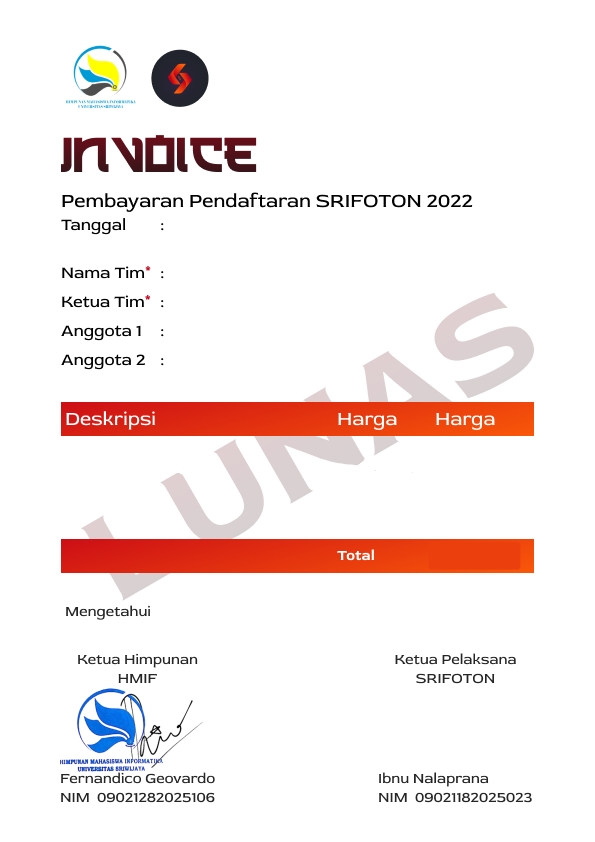 HIMPUNAN MAHASISWA INFORMATIKA
UNIVERSITAS SRIWIJAYA
INVOICE
Pembayaran Pendaftaran SRIFOTON 2022
Tanggal :
Nama Tim* :
Ketua Tim* :
Anggota 1 :
Anggota 2 :
LUNAS
Deskripsi Harga Harga
Total
Mengetahui
Ketua Himpunan
HMIF
Ketua Pelaksana
SRIFOTON
HIMPUNAN MAHASISWA INFORMATIKA
UNIVERSITAS SRIWIJAYA
Fernandico Geovardo
NIM 09021282025106
Ibnu Nalaprana
NIM 09021182025023